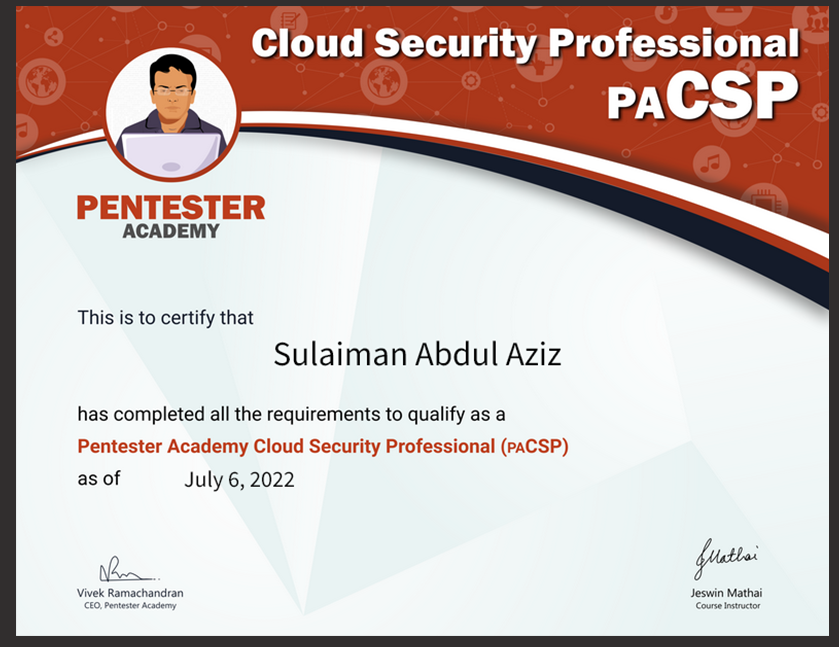 Cloud Security Professional
PACSP
PENTESTER
ACADEMY
This is to certify that
Sulaiman Abdul Aziz
has completed all the requirements to qualify as a
Pentester Academy Cloud Security Professional (PACSP)
as of July 6, 2022
Vivek Ramachandran
CEO, Pentester Academy
JMathai
Jeswin Mathai
Course Instructor